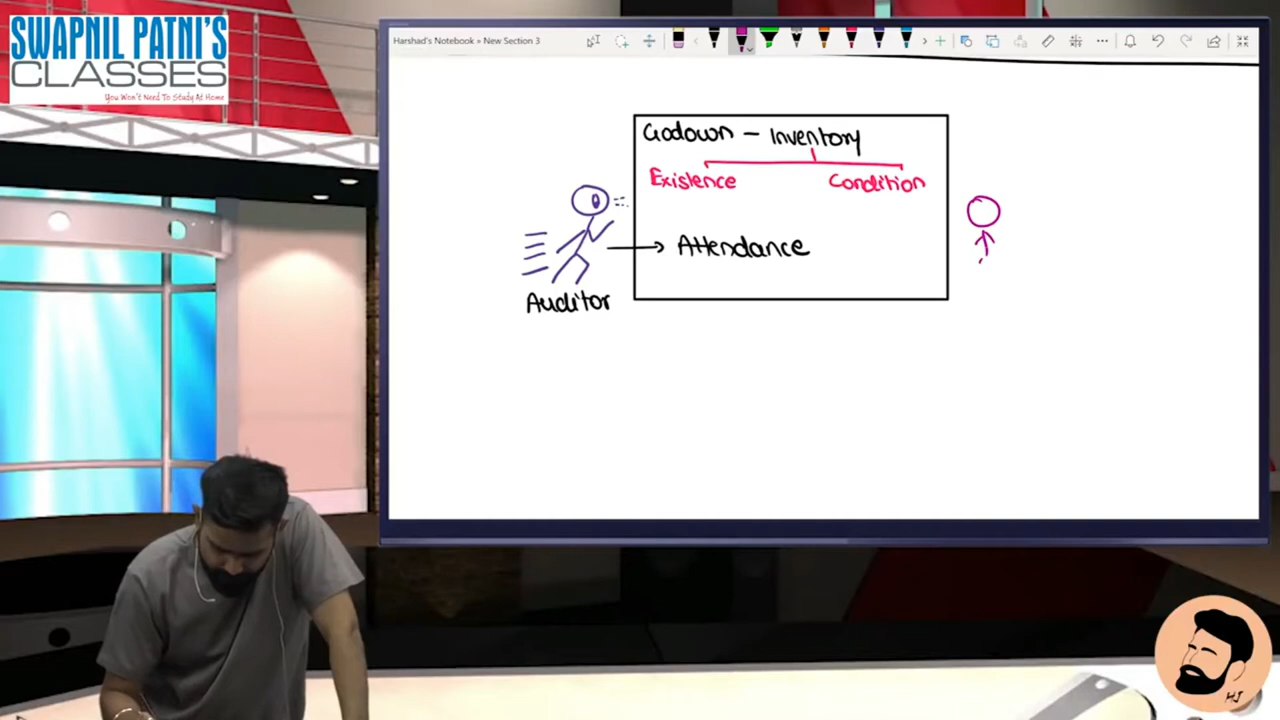 SWAPNIL PATNI'S
CLASSES
You Won't Need To Study At Home
Harshad's Notebook » New Section 3
Godown - Inventory
Existence Condition
Attendance
Auditor
HJ